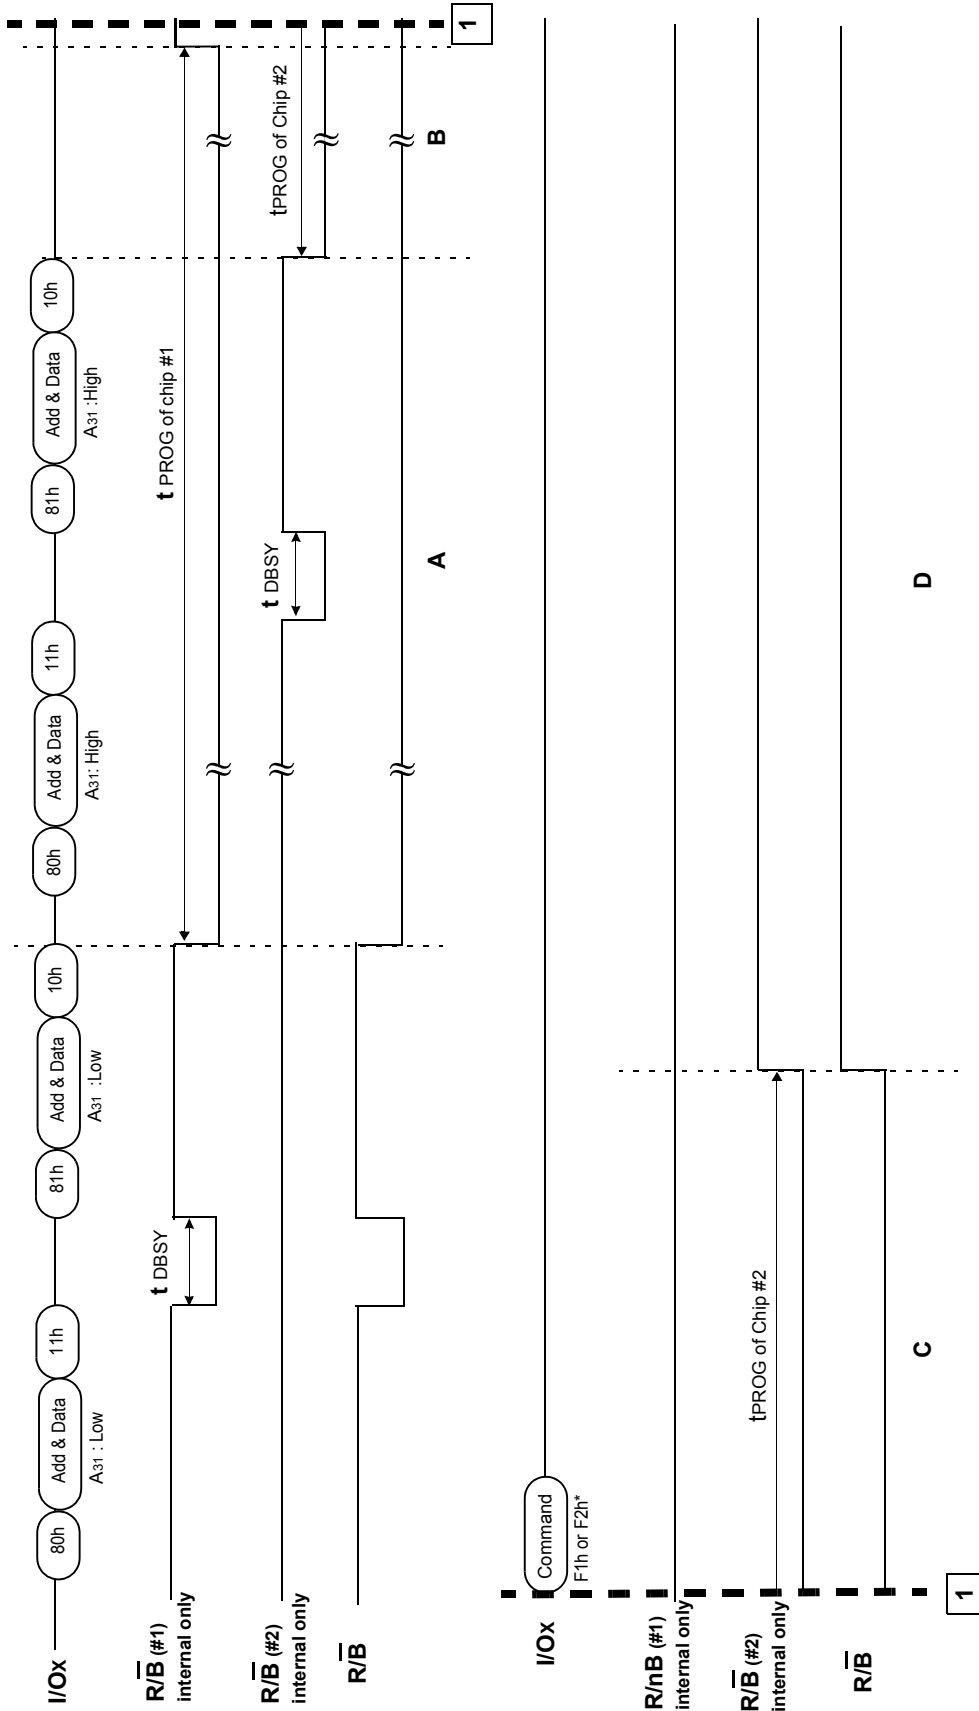 I/Ox
80h
Add & Data
11h
81h
Add & Data
10h
80h
Add & Data
11h
81h
Add & Data
10h
A31 : Low
A31 :Low
A31: High
A31 :High
R/B (#1)
internal only
t DBSY
t PROG of chip #1
R/B (#2)
internal only
t DBSY
tPROG of Chip #2
R/B
A
B
1
I/Ox
Command
F1h or F2h*
R/nB (#1)
internal only
R/B (#2)
internal only
tPROG of Chip #2
R/B
C
D
1